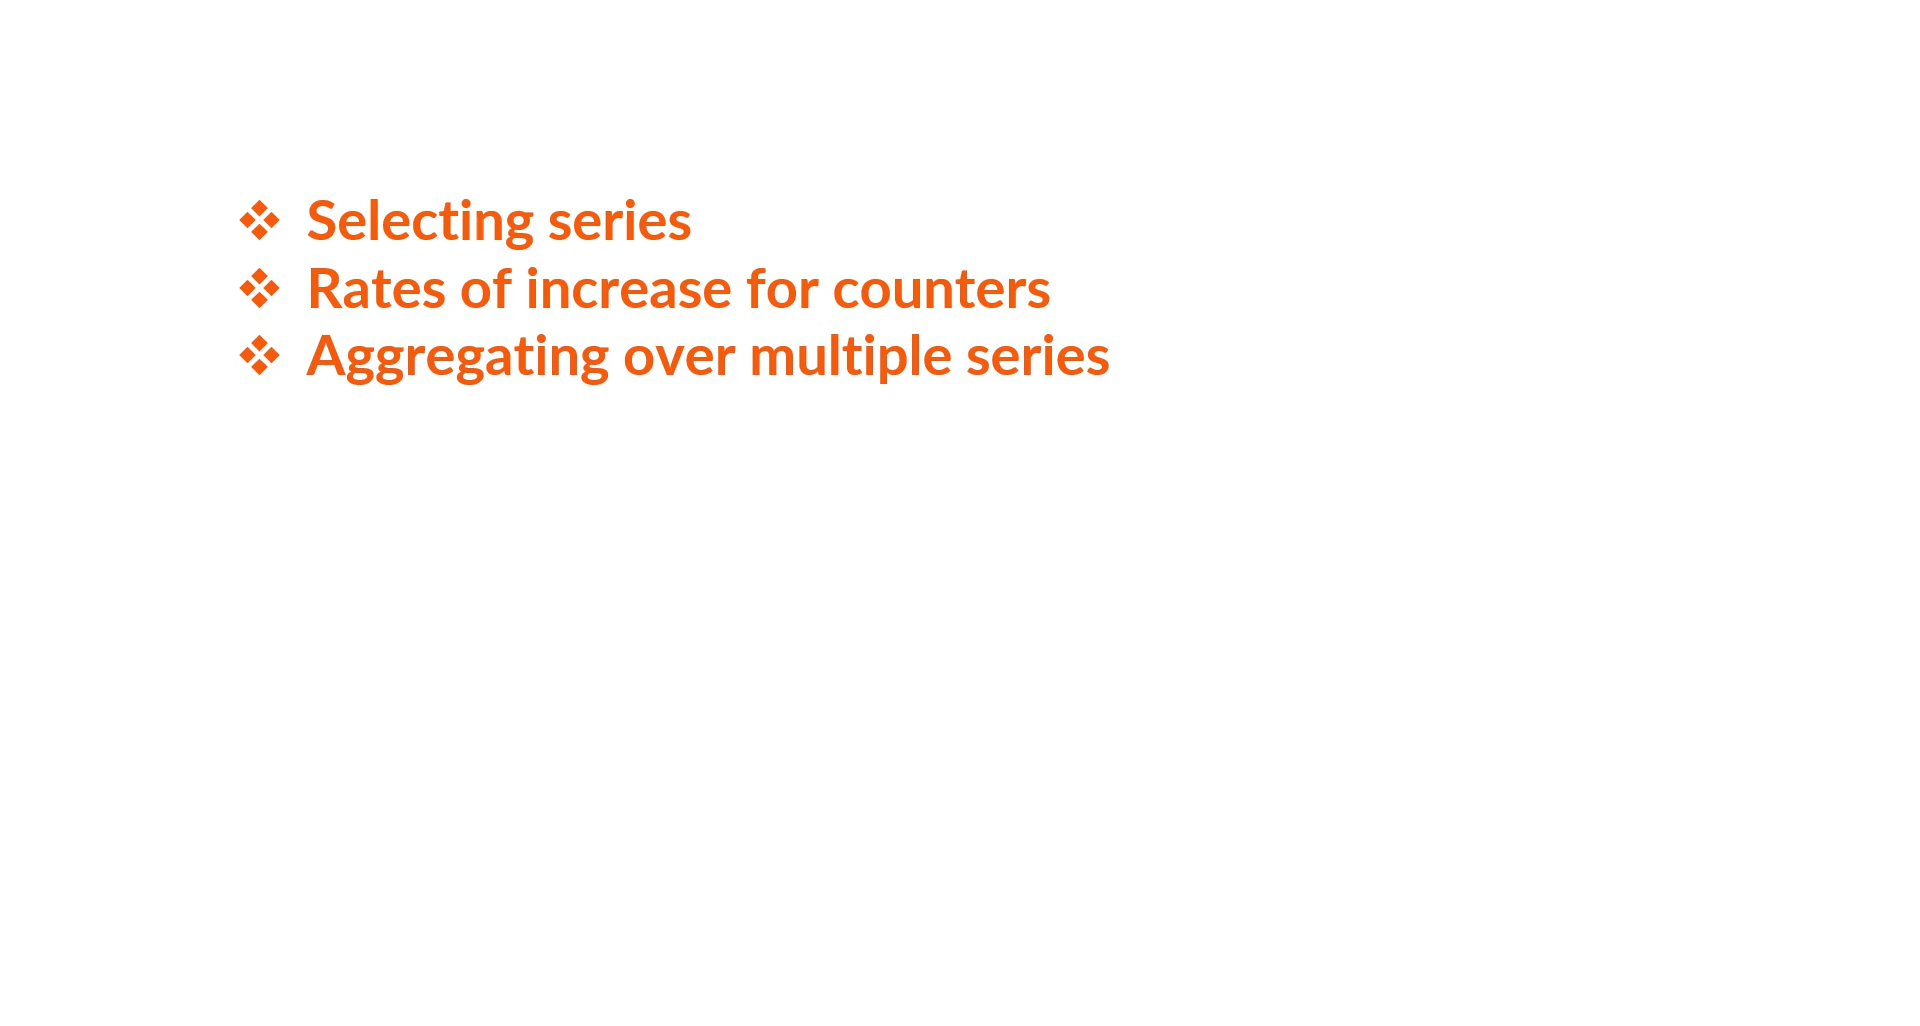 ❖ Selecting series
❖ Rates of increase for counters
❖ Aggregating over multiple series